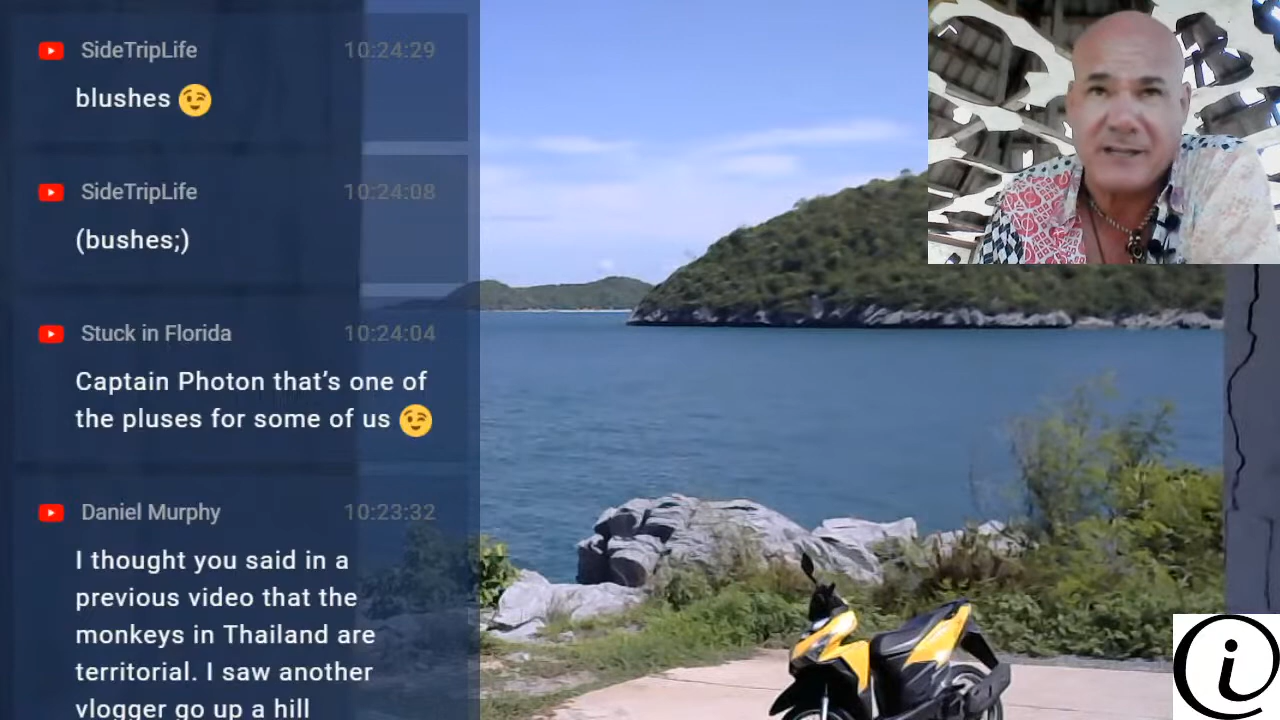 SideTripLife 10:24:29
blushes 😉
SideTripLife 10:24:08
(bushes;)
Stuck in Florida 10:24:04
Captain Photon that's one of
the pluses for some of us 😉
Daniel Murphy 10:23:32
I thought you said in a
previous video that the
monkeys in Thailand are
territorial. I saw another
vlogger go up a hill
i